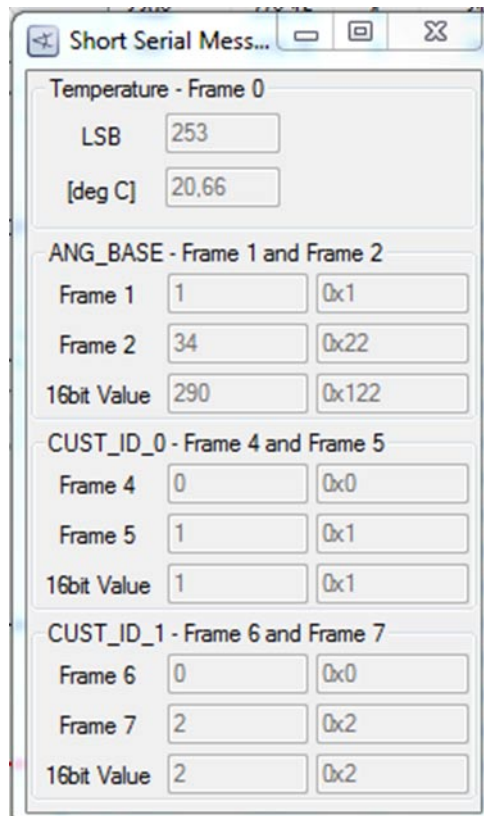 Short Serial Mess...
Temperature - Frame 0
LSB 253
[deg C] 20,66
ANG_BASE - Frame 1 and Frame 2
Frame 1 1 0x1
Frame 2 34 0x22
16bit Value 290 0x122
CUST_ID_0 - Frame 4 and Frame 5
Frame 4 0 0x0
Frame 5 1 0x1
16bit Value 1 0x1
CUST_ID_1 - Frame 6 and Frame 7
Frame 6 0 0x0
Frame 7 2 0x2
16bit Value 2 0x2